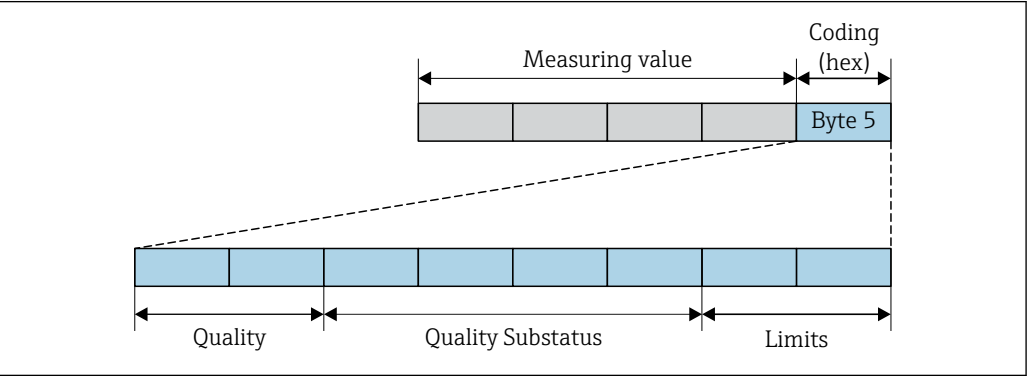 Coding
Measuring value
(hex)
Byte 5
Quality
Quality Substatus
Limits